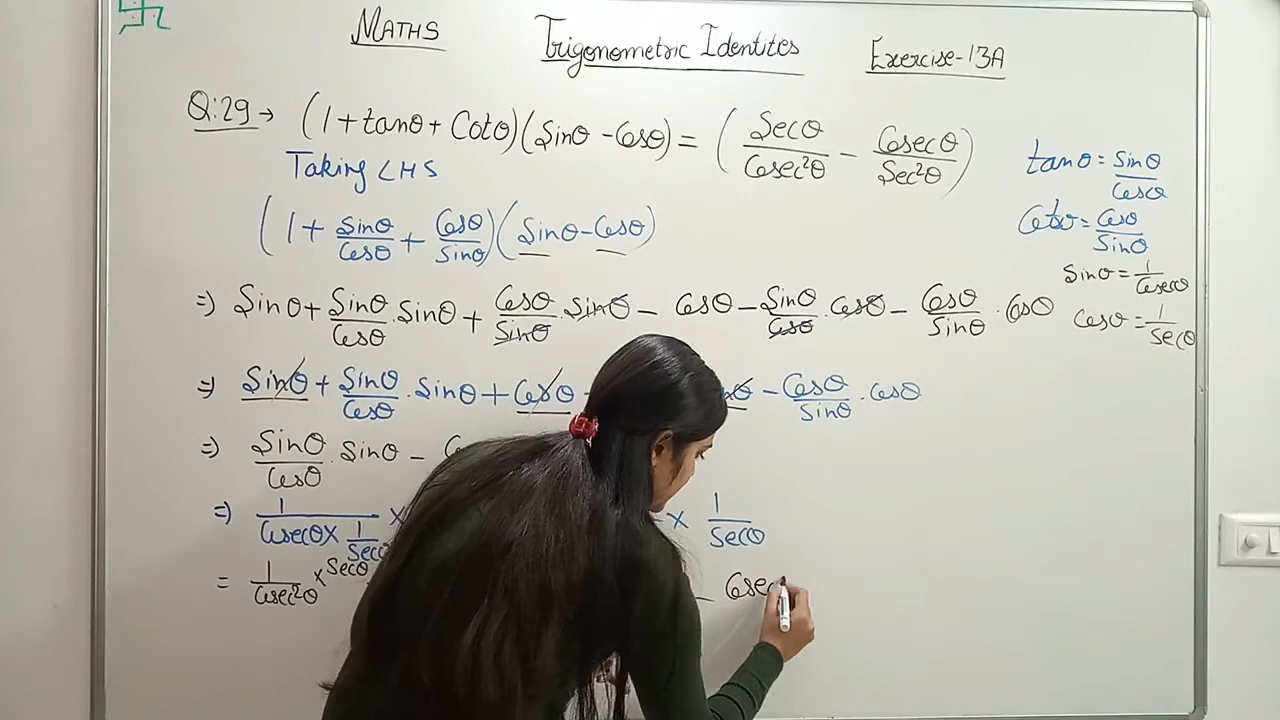 MATHS Trigonometric Identites Exercise-13A
Q:29 → (1+tanθ+Cotθ)(Sinθ-Cosθ) = (Secθ/Cosec²θ - Cosecθ/Sec²θ)
Taking LHS
tanθ = Sinθ/Cosθ
(1+ Sinθ/Cosθ + Cosθ/Sinθ)(Sinθ-Cosθ)
Cotθ = Cosθ/Sinθ
Sinθ = 1/Cosecθ
=) Sinθ + Sinθ/Cosθ . Sinθ + Cosθ/Sinθ . Sinθ - Cosθ - Sinθ/Cosθ . Cosθ - Cosθ/Sinθ . Cosθ
Cosθ = 1/Secθ
=) Sinθ + Sinθ/Cosθ . Sinθ + Cosθ - Cosθ/Sinθ . Cosθ
=) Sinθ/Cosθ . Sinθ -
=) 1/Cosecθ × 1/Secθ × × 1/Secθ
= 1/Cosec²θ × Secθ - Cosec